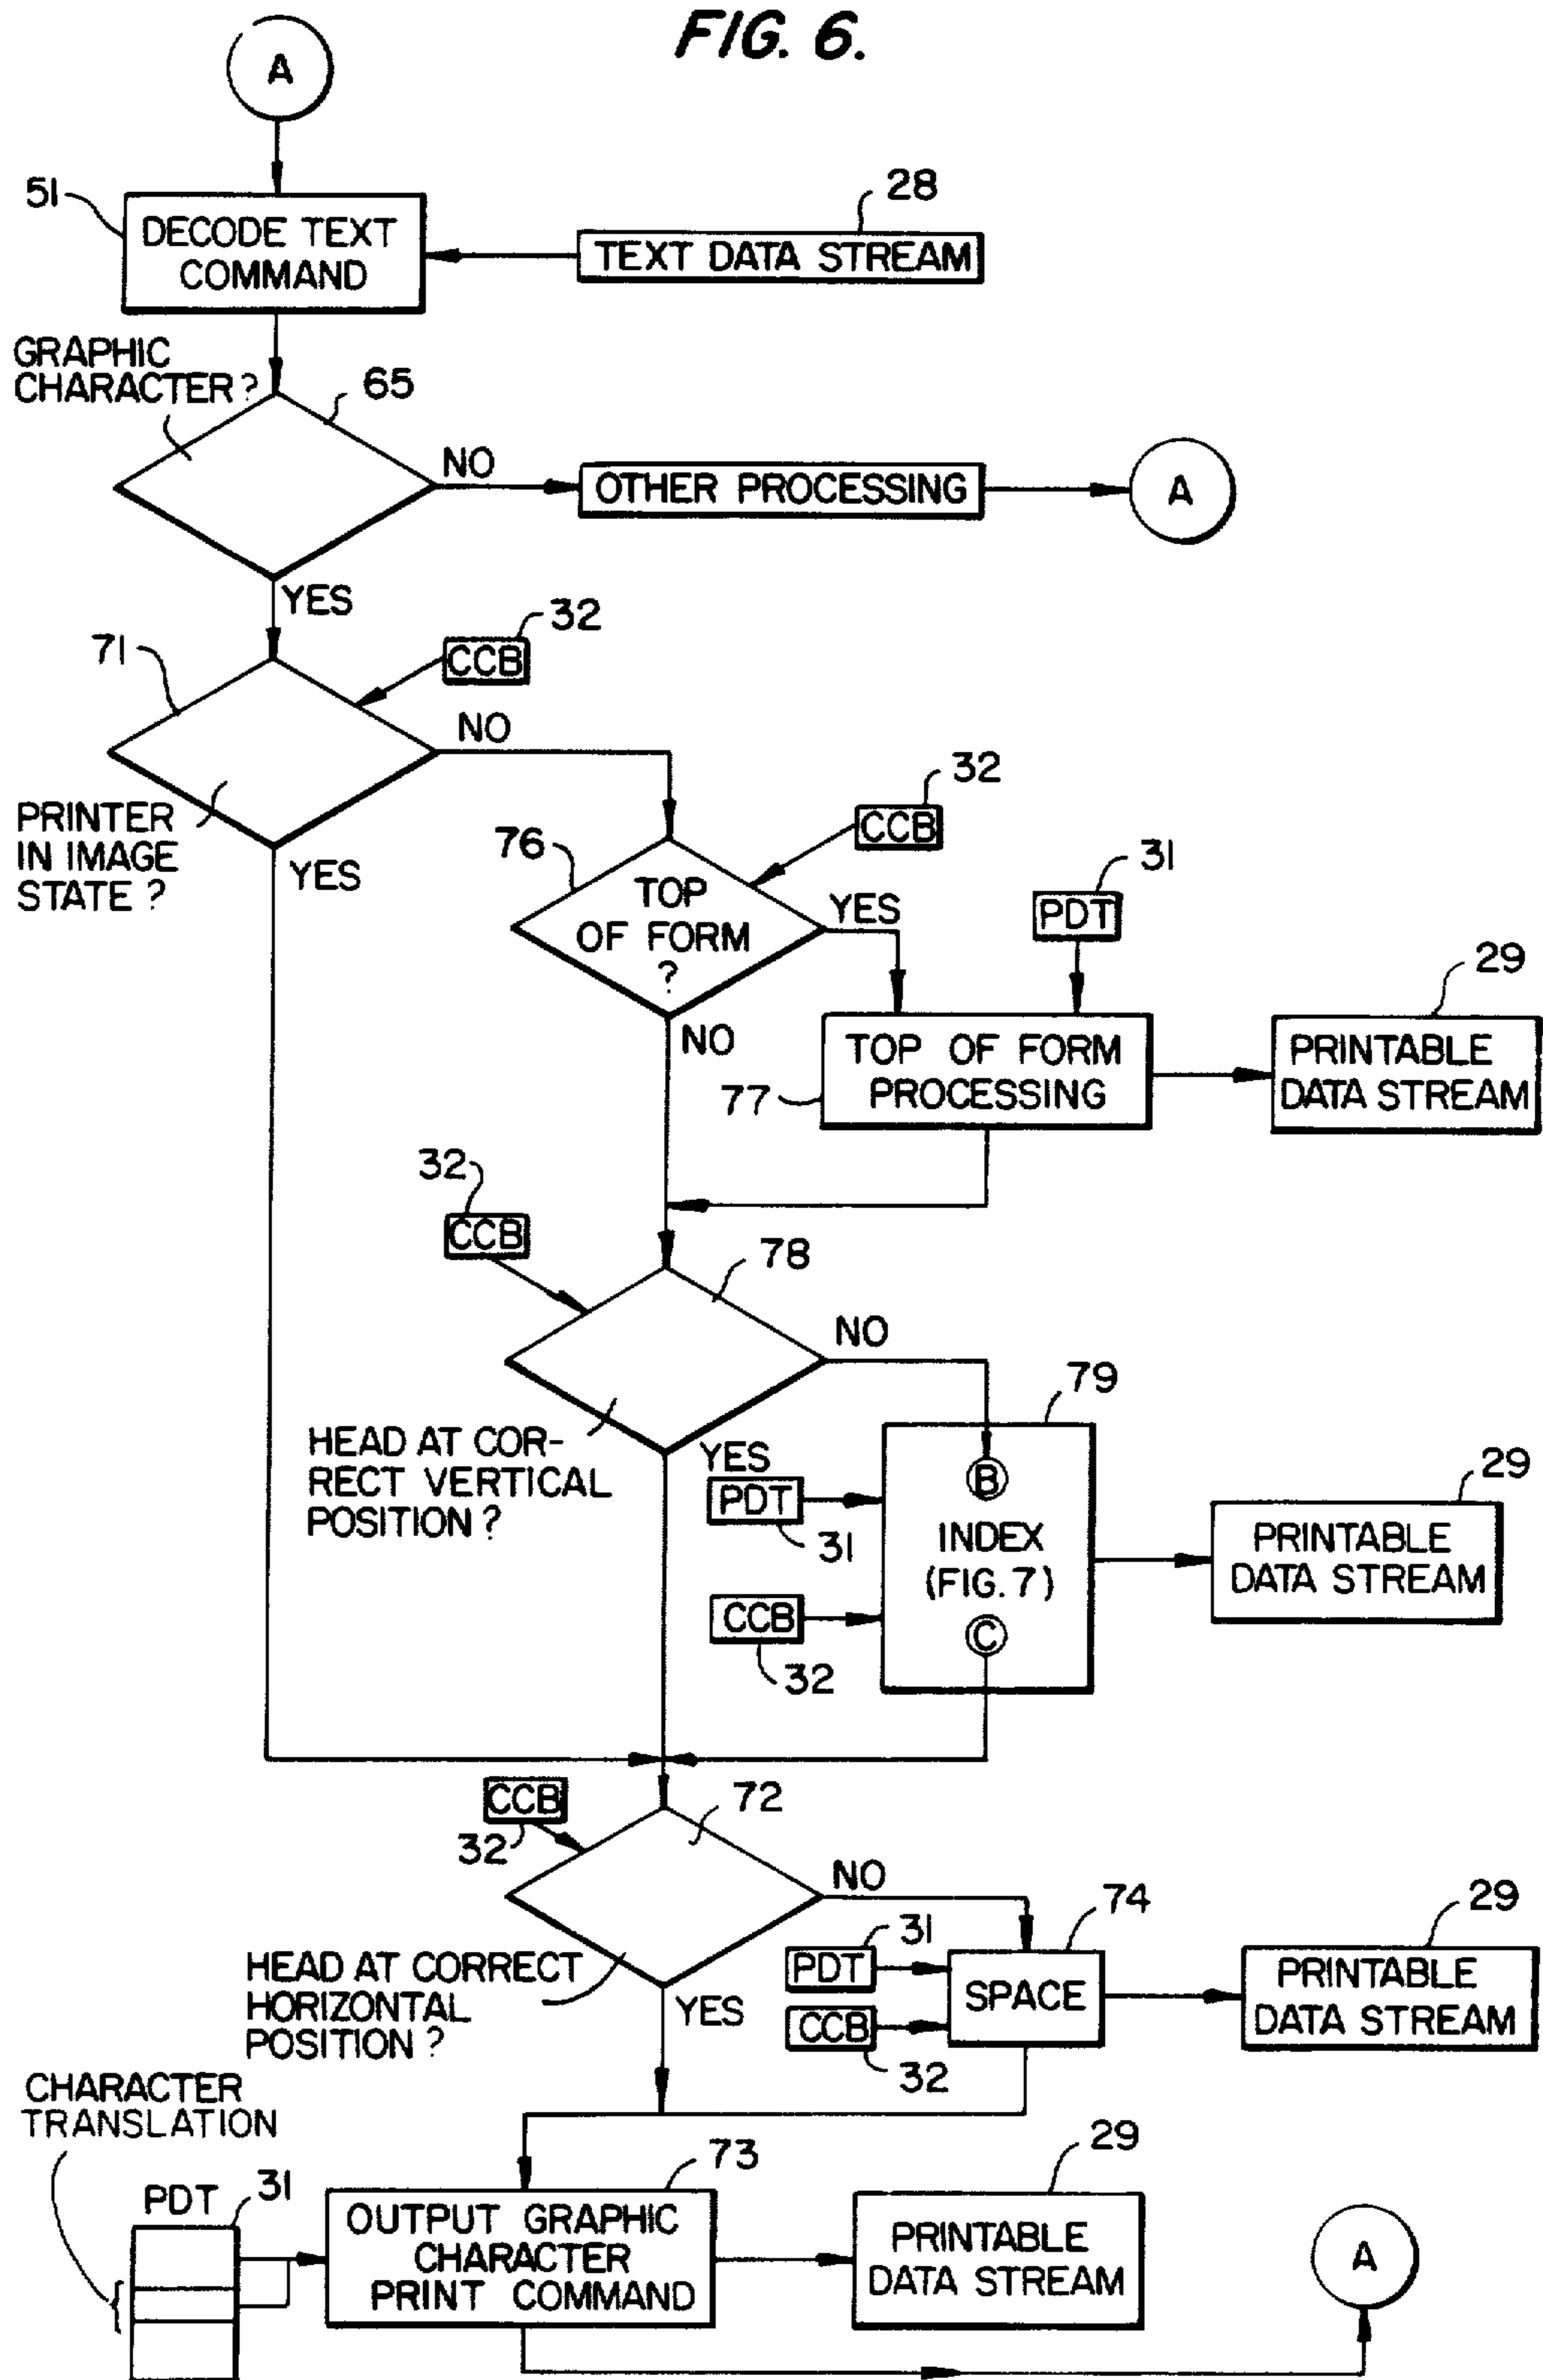 FIG. 6.
A
51
DECODE TEXT
COMMAND
28
TEXT DATA STREAM
GRAPHIC
CHARACTER?
65
NO
OTHER PROCESSING
A
YES
71
32
CCB
NO
PRINTER
IN IMAGE
STATE?
YES
76
TOP
OF FORM
?
32
CCB
YES
31
PDT
NO
TOP OF FORM
PROCESSING
77
29
PRINTABLE
DATA STREAM
32
CCB
78
NO
HEAD AT COR-
RECT VERTICAL
POSITION?
YES
79
PDT
31
B
INDEX
(FIG. 7)
C
CCB
32
29
PRINTABLE
DATA STREAM
CCB
32
72
NO
HEAD AT CORRECT
HORIZONTAL
POSITION?
YES
31
PDT
CCB
32
74
SPACE
29
PRINTABLE
DATA STREAM
CHARACTER
TRANSLATION
PDT
31
73
OUTPUT GRAPHIC
CHARACTER
PRINT COMMAND
29
PRINTABLE
DATA STREAM
A